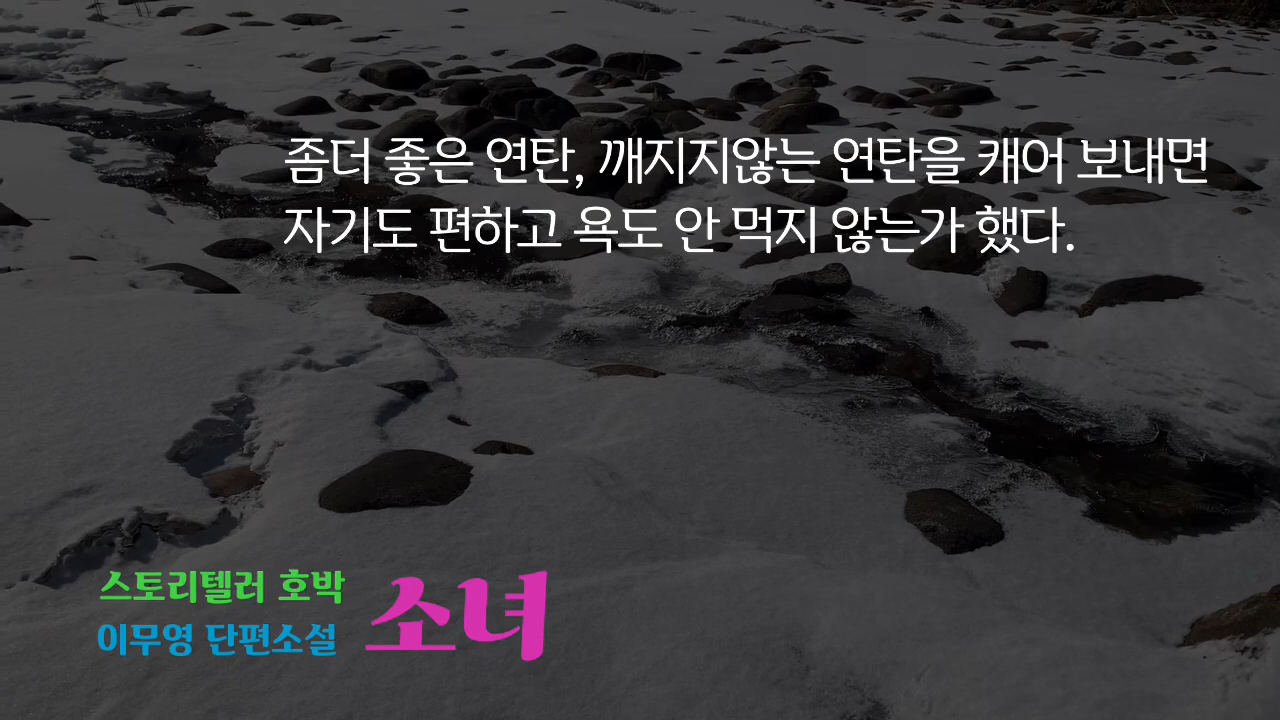 좀더 좋은 연탄, 깨지지않는 연탄을 캐어 보내면
자기도 편하고 욕도 안 먹지 않는가 했다.
스토리텔러 호박
이무영 단편소설
소녀